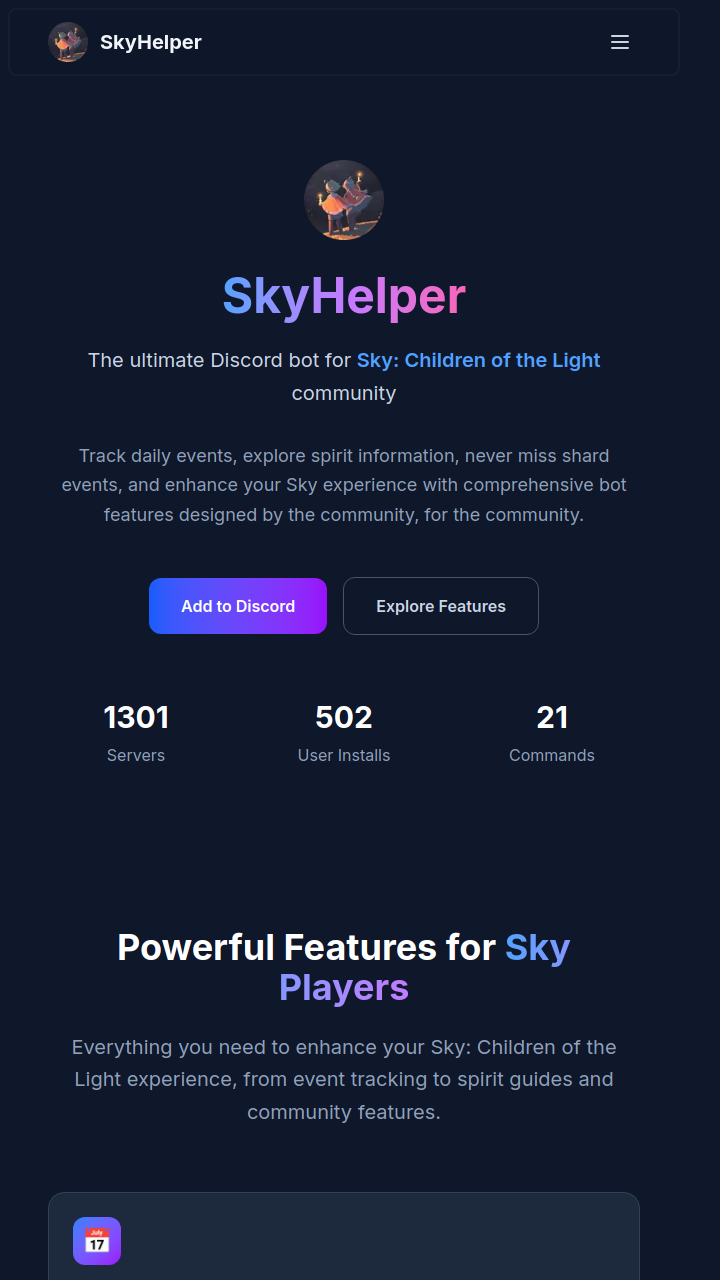 SkyHelper
SkyHelper
The ultimate Discord bot for Sky: Children of the Light
community
Track daily events, explore spirit information, never miss shard
events, and enhance your Sky experience with comprehensive bot
features designed by the community, for the community.
Add to Discord
Explore Features
1301
502
21
Servers
User Installs
Commands
Powerful Features for Sky
Players
Everything you need to enhance your Sky: Children of the
Light experience, from event tracking to spirit guides and
community features.
July
17